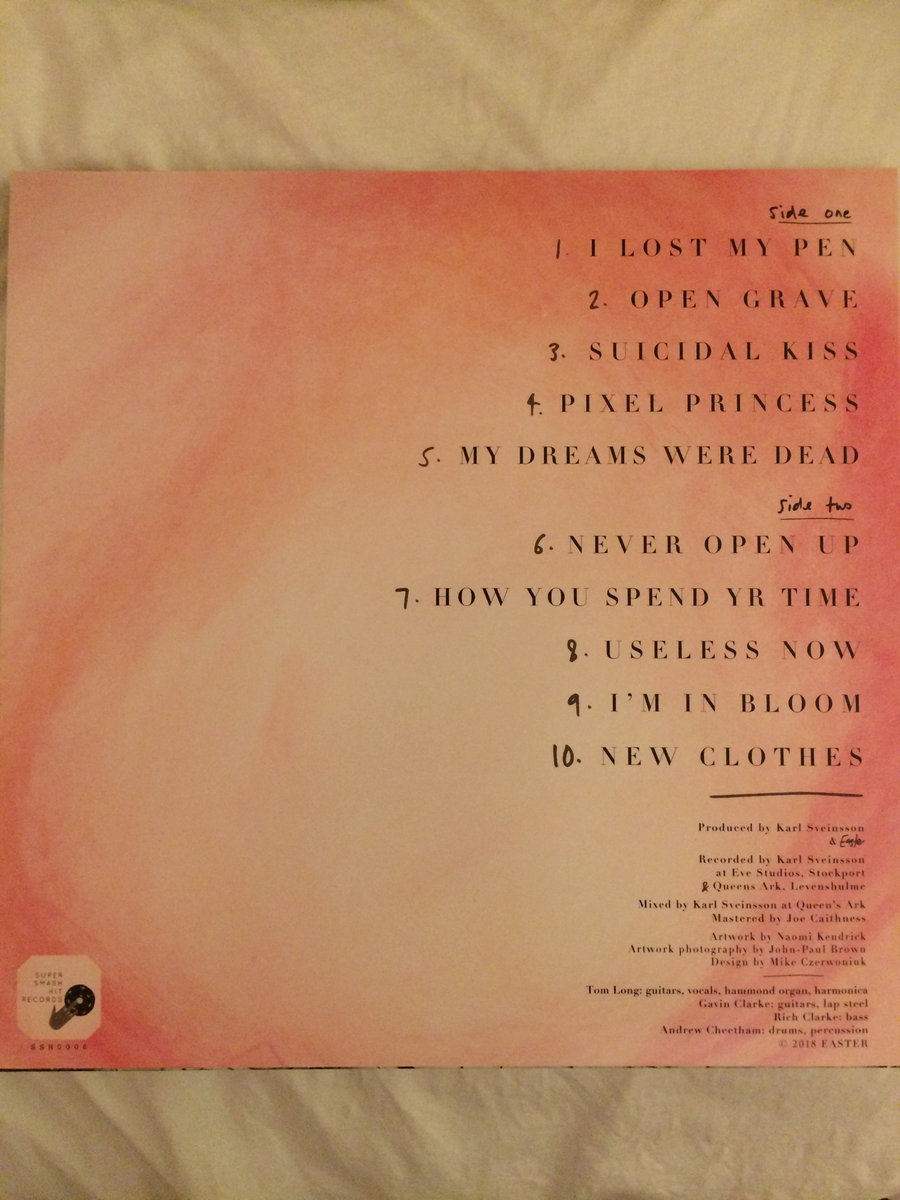 side one
1. I LOST MY PEN
2. OPEN GRAVE
3. SUICIDAL KISS
4. PIXEL PRINCESS
5. MY DREAMS WERE DEAD
side two
6. NEVER OPEN UP
7. HOW YOU SPEND YR TIME
8. USELESS NOW
9. I'M IN BLOOM
10. NEW CLOTHES
Produced by Karl Sveinsson
& Easter
Recorded by Karl Sveinsson
at Eve Studios, Stockport
& Queens Ark, Levenshulme
Mixed by Karl Sveinsson at Queen's Ark
Mastered by Joe Caithness
Artwork by Naomi Kendrick
Artwork photography by John-Paul Brown
Design by Mike Czerwoniuk
Tom Long: guitars, vocals, hammond organ, harmonica
Gavin Clarke: guitars, lap steel
Rich Clarke: bass
Andrew Cheetham: drums, percussion
© 2018 EASTER
SUPER
SMASH
HIT
RECORDS